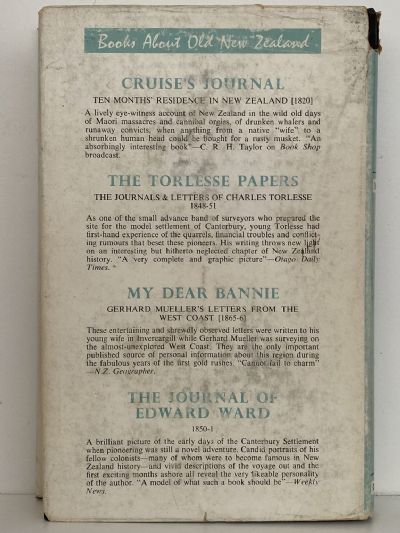 Books About Old New Zealand
CRUISE'S JOURNAL
TEN MONTHS' RESIDENCE IN NEW ZEALAND [1820]
A lively eye-witness account of New Zealand in the wild old days
of Maori massacres and cannibal orgies, of drunken whalers and
runaway convicts, when anything from a native "wife" to a
shrunken human head could be bought for a rusty musket. "An
absorbingly interesting book"—C. R. H. Taylor on Book Shop
broadcast.
THE TORLESSE PAPERS
THE JOURNALS & LETTERS OF CHARLES TORLESSE
1848-51
As one of the small advance band of surveyors who prepared the
site for the model settlement of Canterbury, young Torlesse had
first-hand experience of the quarrels, financial troubles and conflict-
ing rumours that beset these pioneers. His writing throws new light
on an interesting but hitherto neglected chapter of New Zealand
history. "A very complete and graphic picture"—Otago Daily
Times.
MY DEAR BANNIE
GERHARD MUELLER'S LETTERS FROM THE
WEST COAST [1865-6]
These entertaining and shrewdly observed letters were written to his
young wife in Invercargill while Gerhard Mueller was surveying on
the almost-unexplored West Coast. They are the only important
published source of personal information about this region during
the fabulous years of the first gold rushes. "Cannot fail to charm"
—N.Z. Geographer.
THE JOURNAL OF
EDWARD WARD
1850-1
A brilliant picture of the early days of the Canterbury Settlement
when pioneering was still a novel adventure. Candid portraits of his
fellow colonists—many of whom were to become famous in New
Zealand history—and vivid descriptions of the voyage out and the
first exciting months ashore all reveal the very likeable personality
of the author. "A model of what such a book should be"—Weekly
News.